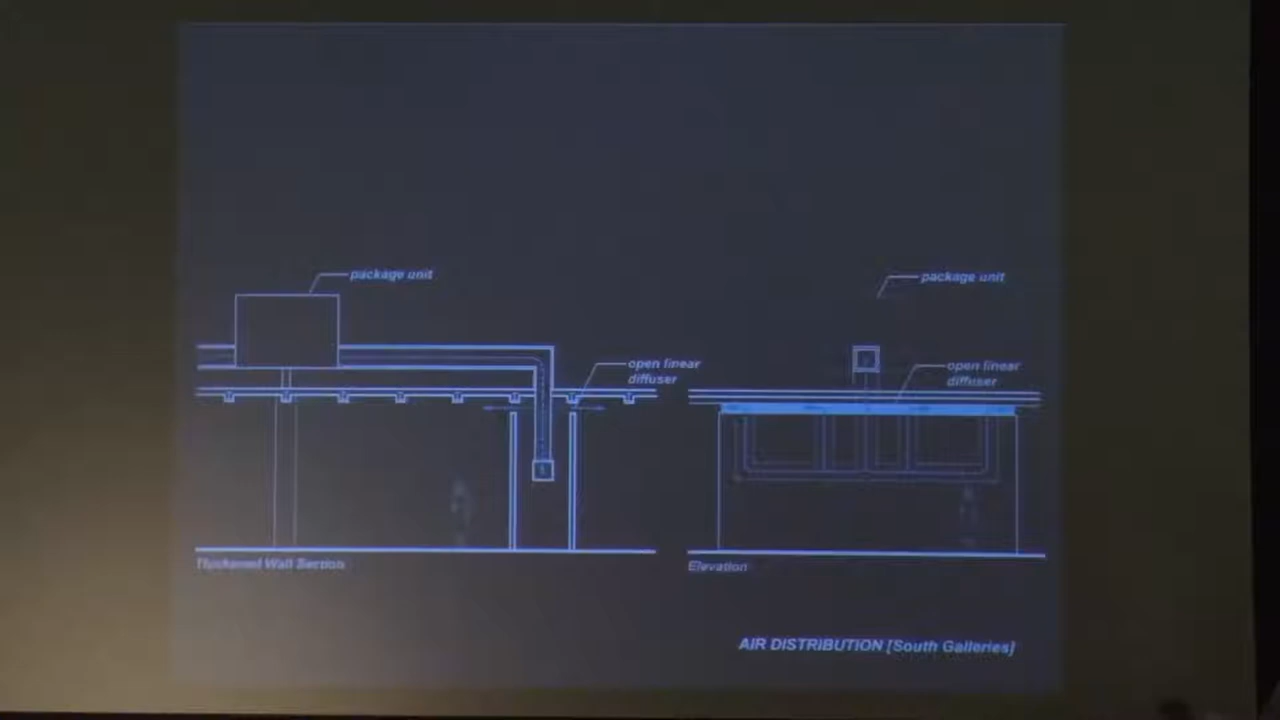 package unit
open linear
diffuser
Thickened Wall Section
package unit
open linear
diffuser
Elevation
AIR DISTRIBUTION [South Galleries]